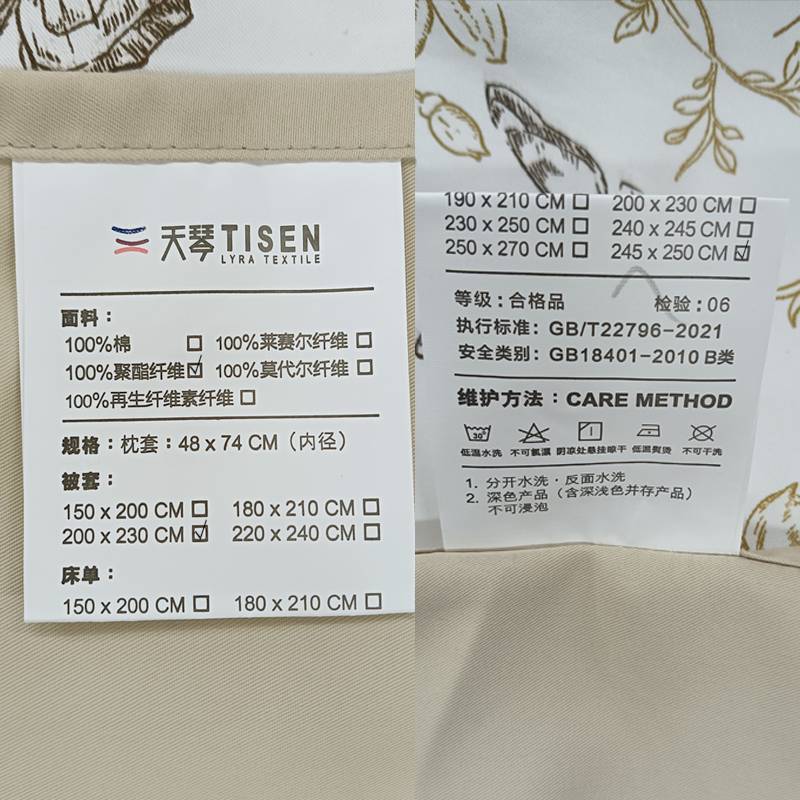 天琴TISEN
LYRA TEXTILE
面料：
100%棉 □ 100%莱赛尔纤维 □
100%聚酯纤维 ☑ 100%莫代尔纤维 □
100%再生纤维素纤维 □
规格：枕套：48 x 74 CM（内径）
被套：
150 x 200 CM □ 180 x 210 CM □
200 x 230 CM ☑ 220 x 240 CM □
床单：
150 x 200 CM □ 180 x 210 CM □
190 x 210 CM □ 200 x 230 CM □
230 x 250 CM □ 240 x 245 CM □
250 x 270 CM □ 245 x 250 CM ☑
等级：合格品 检验：06
执行标准：GB/T22796-2021
安全类别：GB18401-2010 B类
维护方法：CARE METHOD
30°
低温水洗 不可氯漂 阴凉处悬挂晾干 低温熨烫 不可干洗
1. 分开水洗·反面水洗
2. 深色产品（含深浅色并存产品）
不可浸泡